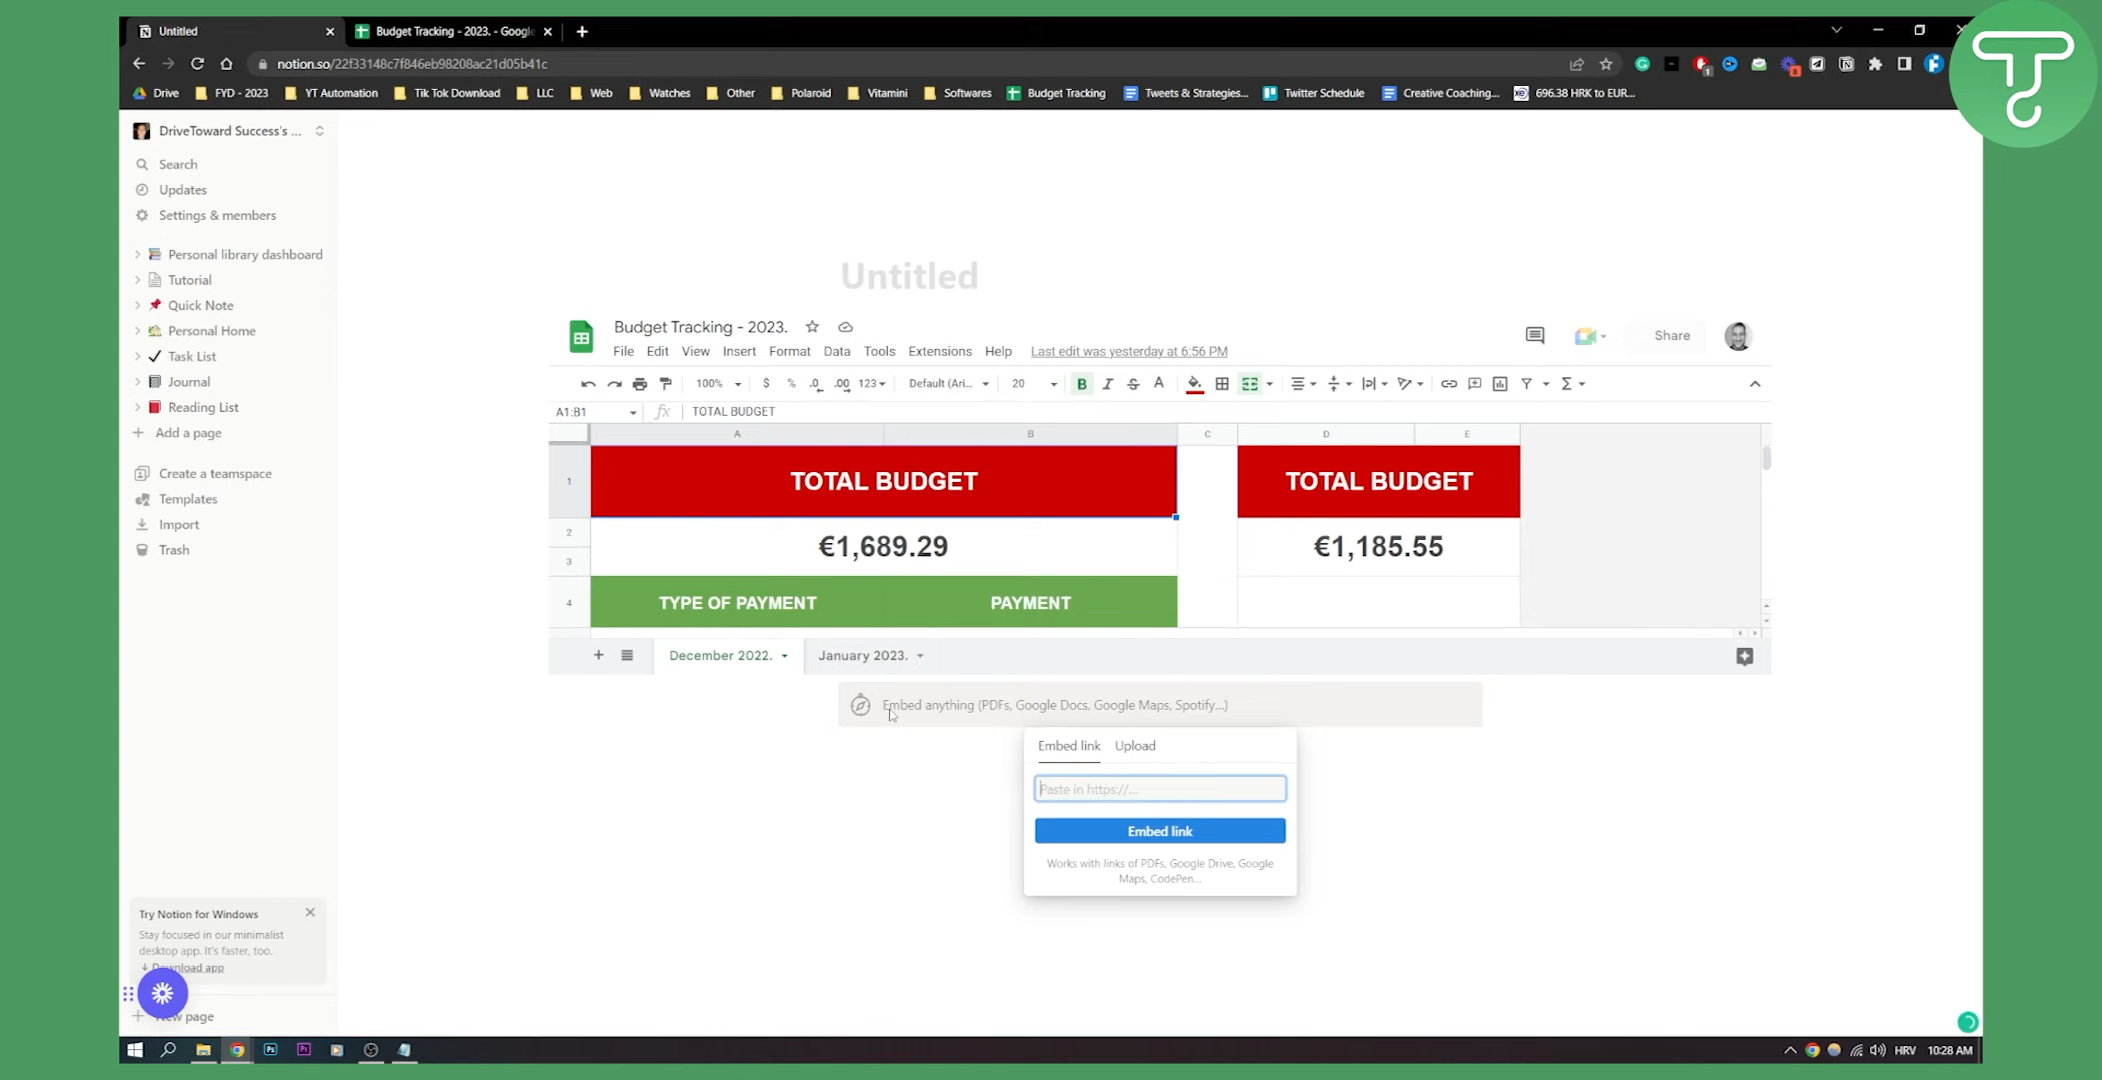 Untitled
Budget Tracking - 2023. - Google
notion.so/22f33148c7f846eb98208ac21d05b41c
1
8
Drive FYD - 2023 YT Automation Tik Tok Download LLC Web Watches Other Polaroid Vitamini Softwares Budget Tracking Tweets & Strategies... Twitter Schedule Creative Coaching... 696.38 HRK to EUR...
DriveToward Success's ...
Search
Updates
Settings & members
Personal library dashboard
Tutorial
Quick Note
Personal Home
Task List
Journal
Reading List
Add a page
Create a teamspace
Templates
Import
Trash
Try Notion for Windows
Stay focused in our minimalist
desktop app. It's faster, too.
Download app
New page
Untitled
Budget Tracking - 2023.
File Edit View Insert Format Data Tools Extensions Help Last edit was yesterday at 6:56 PM
Share
100% $ % .0 .00 123 Default (Ari... 20 B I S A
A1:B1 fx TOTAL BUDGET
A B C D E
1 TOTAL BUDGET TOTAL BUDGET
2
€1,689.29 €1,185.55
3
4 TYPE OF PAYMENT PAYMENT
December 2022. January 2023.
Embed anything (PDFs, Google Docs, Google Maps, Spotify...)
Embed link Upload
Paste in https://...
Embed link
Works with links of PDFs, Google Drive, Google
Maps, CodePen...
Ps Pr
HRV 10:28 AM